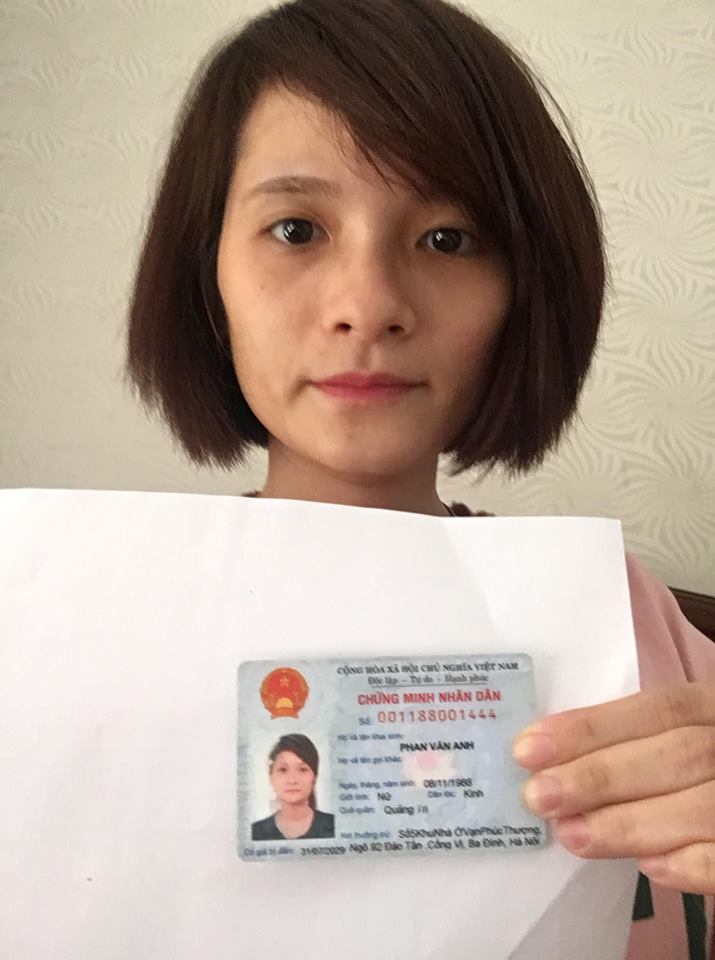 CỘNG HÒA XÃ HỘI CHỦ NGHĨA VIỆT NAM
Độc lập - Tự do - Hạnh phúc
CHỨNG MINH NHÂN DÂN
Số: 001188001444
Họ và tên khai sinh:
PHAN VÂN ANH
Họ và tên gọi khác:
Ngày, tháng, năm sinh: 08/11/1988
Giới tính: Nữ Dân tộc: Kinh
Quê quán: Quảng
Nơi thường trú: Số5KhuNhà ỞVạnPhúcThượng,
Có giá trị đến: 31/07/2029 Ngõ 92 Đào Tấn ,Cống Vị, Ba Đình, Hà Nội